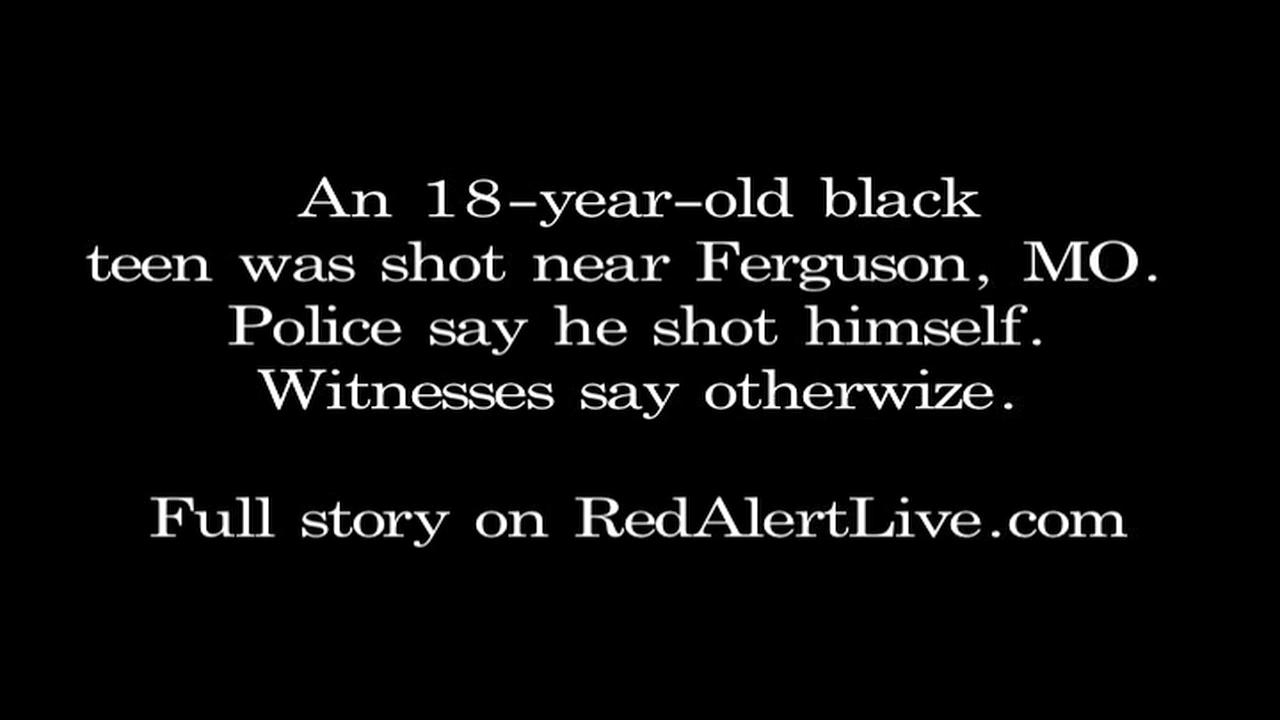 An 18-year-old black
teen was shot near Ferguson, MO.
Police say he shot himself.
Witnesses say otherwize.
Full story on RedAlertLive.com